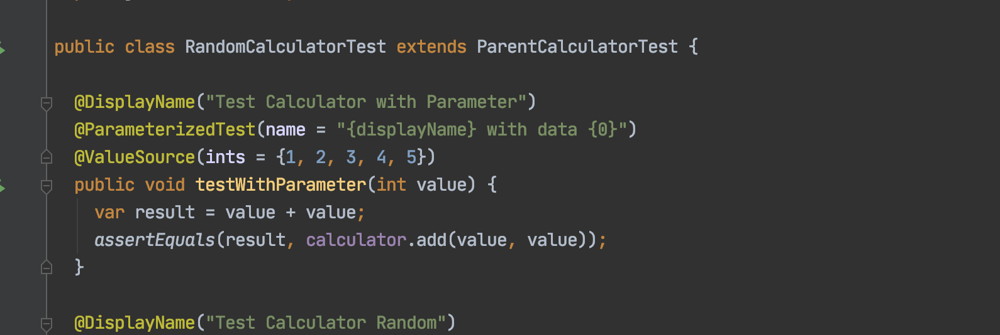 public class RandomCalculatorTest extends ParentCalculatorTest {
@DisplayName("Test Calculator with Parameter")
@ParameterizedTest(name = "{displayName} with data {0}")
@ValueSource(ints = {1, 2, 3, 4, 5})
public void testWithParameter(int value) {
var result = value + value;
assertEquals(result, calculator.add(value, value));
}
@DisplayName("Test Calculator Random")